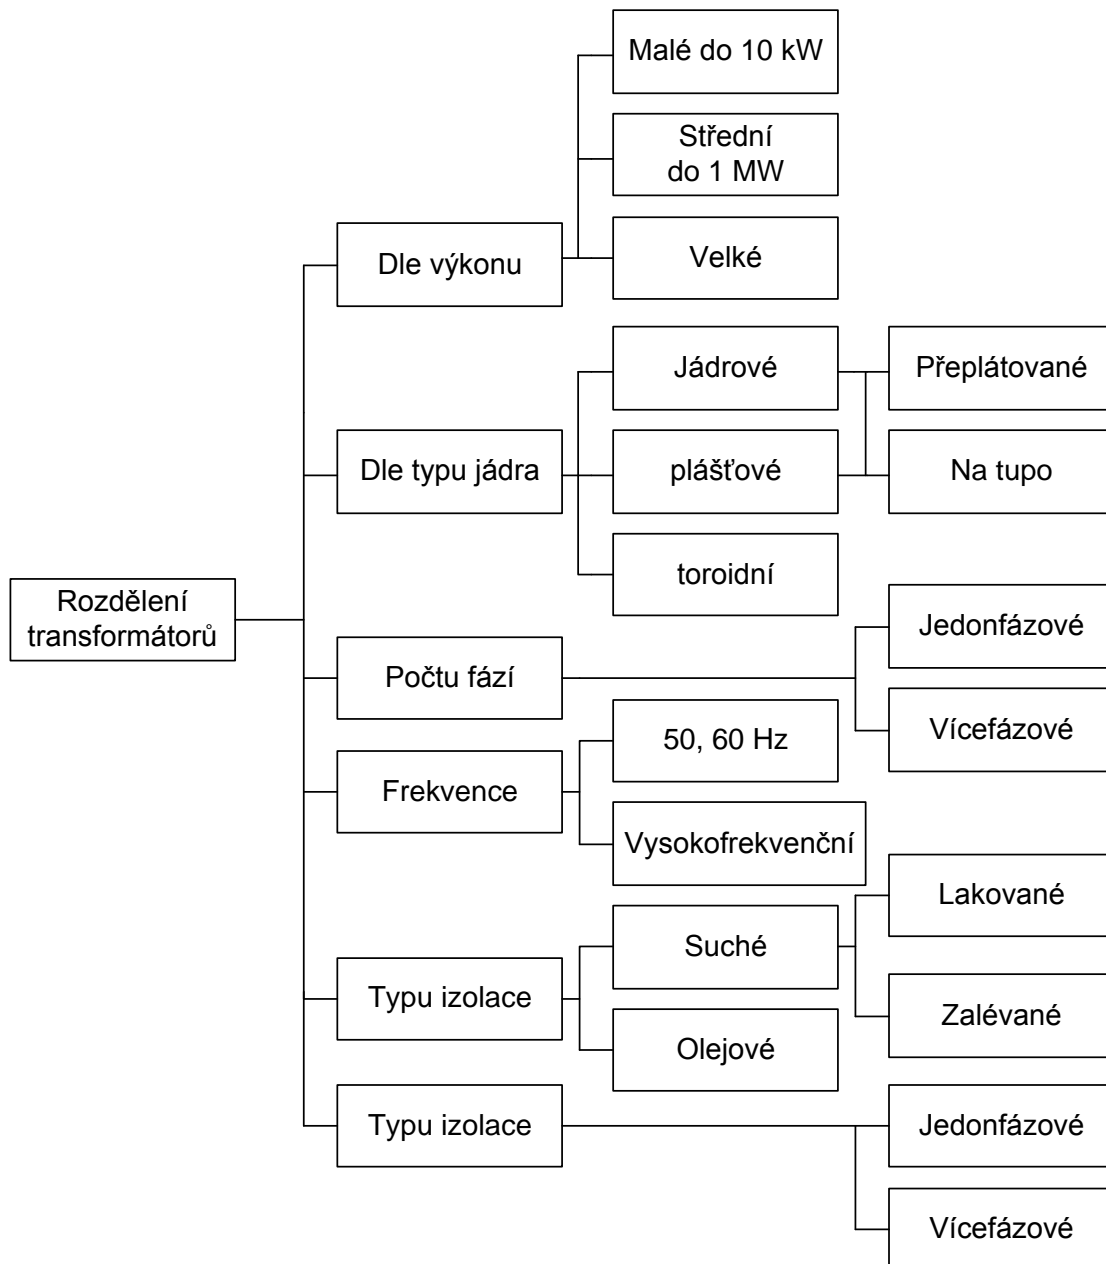 Rozdělení
transformátorů
Dle výkonu
Malé do 10 kW
Střední
do 1 MW
Velké
Dle typu jádra
Jádrové
plášťové
toroidní
Přeplátované
Na tupo
Počtu fází
Jedonfázové
Vícefázové
Frekvence
50, 60 Hz
Vysokofrekvenční
Typu izolace
Suché
Olejové
Lakované
Zalévané
Typu izolace
Jedonfázové
Vícefázové